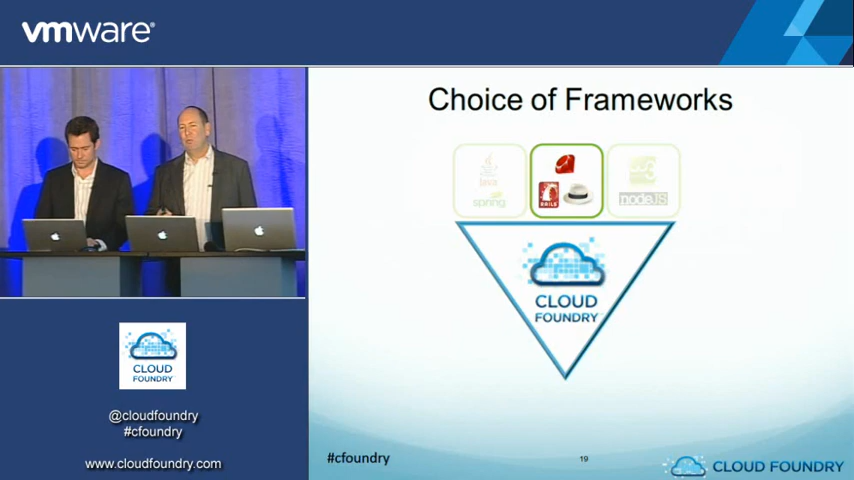 vmware®
Choice of Frameworks
Java
spring
RAILS
JS
nodeJS
CLOUD
FOUNDRY
CLOUD
FOUNDRY
@cloudfoundry
#cfoundry
www.cloudfoundry.com
#cfoundry
19
CLOUD FOUNDRY